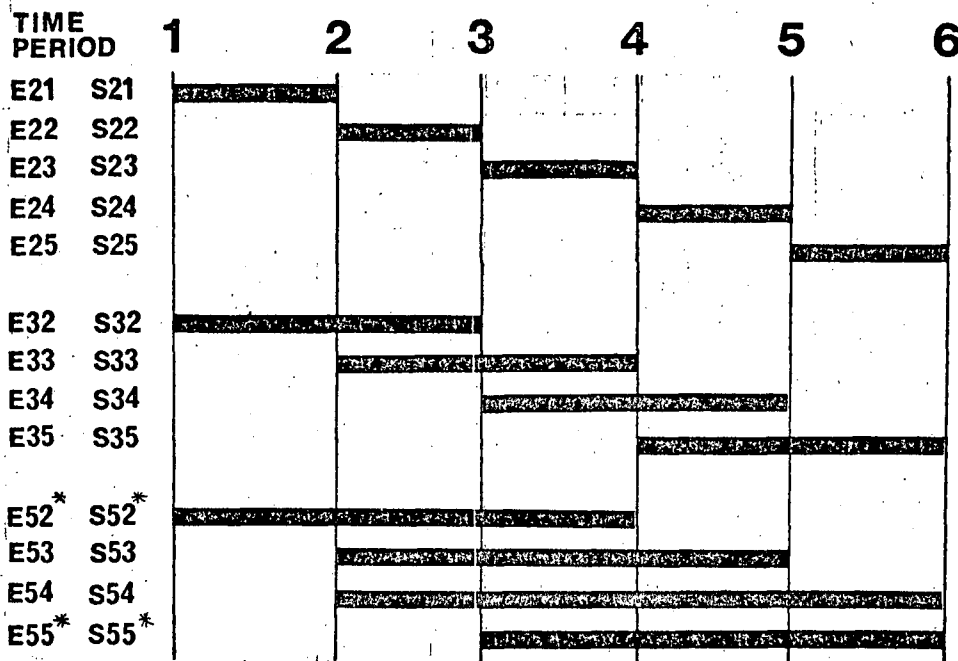 TIME
PERIOD 1 2 3 4 5 6
E21 S21
E22 S22
E23 S23
E24 S24
E25 S25
E32 S32
E33 S33
E34 S34
E35 S35
E52* S52*
E53 S53
E54 S54
E55* S55*